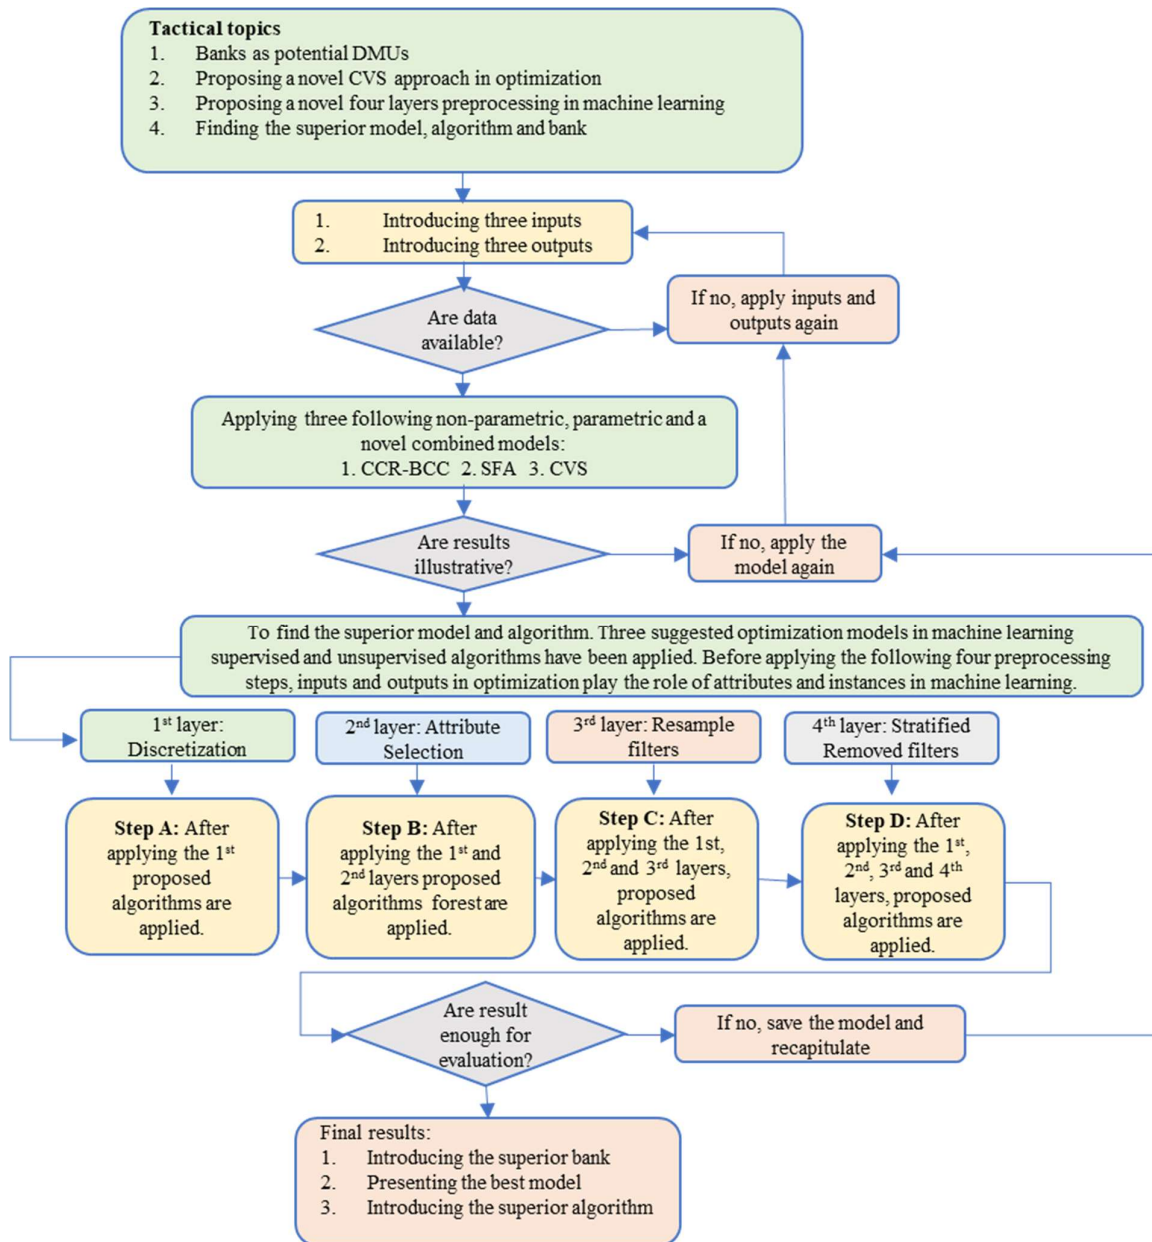 Tactical topics
1. Banks as potential DMUs
2. Proposing a novel CVS approach in optimization
3. Proposing a novel four layers preprocessing in machine learning
4. Finding the superior model, algorithm and bank
1. Introducing three inputs
2. Introducing three outputs
Are data
available?
If no, apply inputs and
outputs again
Applying three following non-parametric, parametric and a
novel combined models:
1. CCR-BCC 2. SFA 3. CVS
Are results
illustrative?
If no, apply the
model again
To find the superior model and algorithm. Three suggested optimization models in machine learning
supervised and unsupervised algorithms have been applied. Before applying the following four preprocessing
steps, inputs and outputs in optimization play the role of attributes and instances in machine learning.
1st layer:
Discretization
2nd layer: Attribute
Selection
3rd layer: Resample
filters
4th layer: Stratified
Removed filters
Step A: After
applying the 1st
proposed
algorithms are
applied.
Step B: After
applying the 1st and
2nd layers proposed
algorithms forest are
applied.
Step C: After
applying the 1st,
2nd and 3rd layers,
proposed
algorithms are
applied.
Step D: After
applying the 1st,
2nd, 3rd and 4th
layers, proposed
algorithms are
applied.
Are result
enough for
evaluation?
If no, save the model and
recapitulate
Final results:
1. Introducing the superior bank
2. Presenting the best model
3. Introducing the superior algorithm